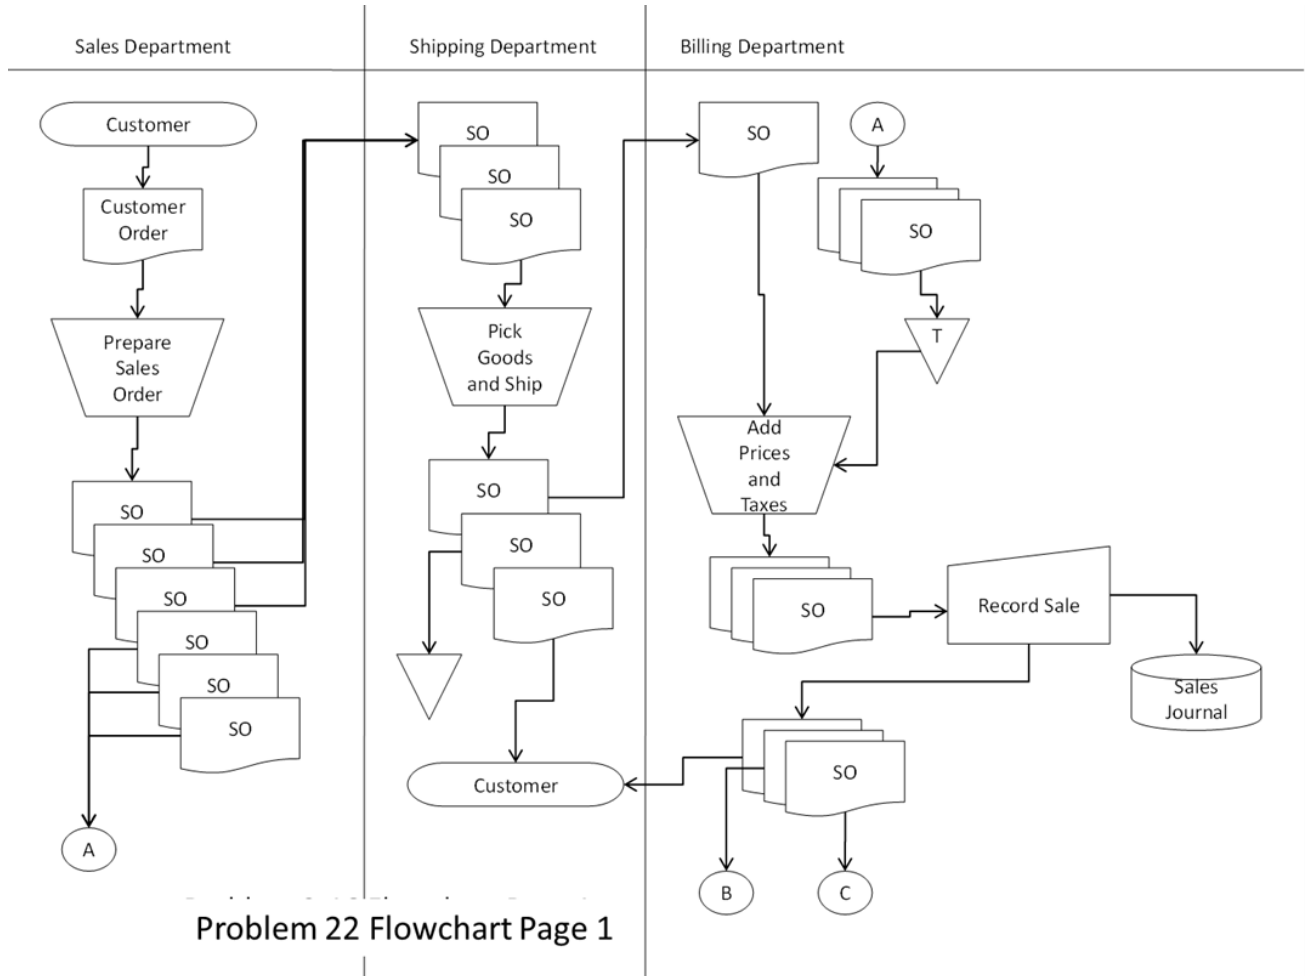 Sales Department
Shipping Department
Billing Department
Customer
Customer
Order
Prepare
Sales
Order
SO
SO
SO
SO
SO
SO
A
SO
SO
SO
Pick
Goods
and Ship
SO
SO
SO
Customer
SO
A
SO
T
Add
Prices
and
Taxes
SO
Record Sale
Sales
Journal
SO
B
C
Problem 22 Flowchart Page 1